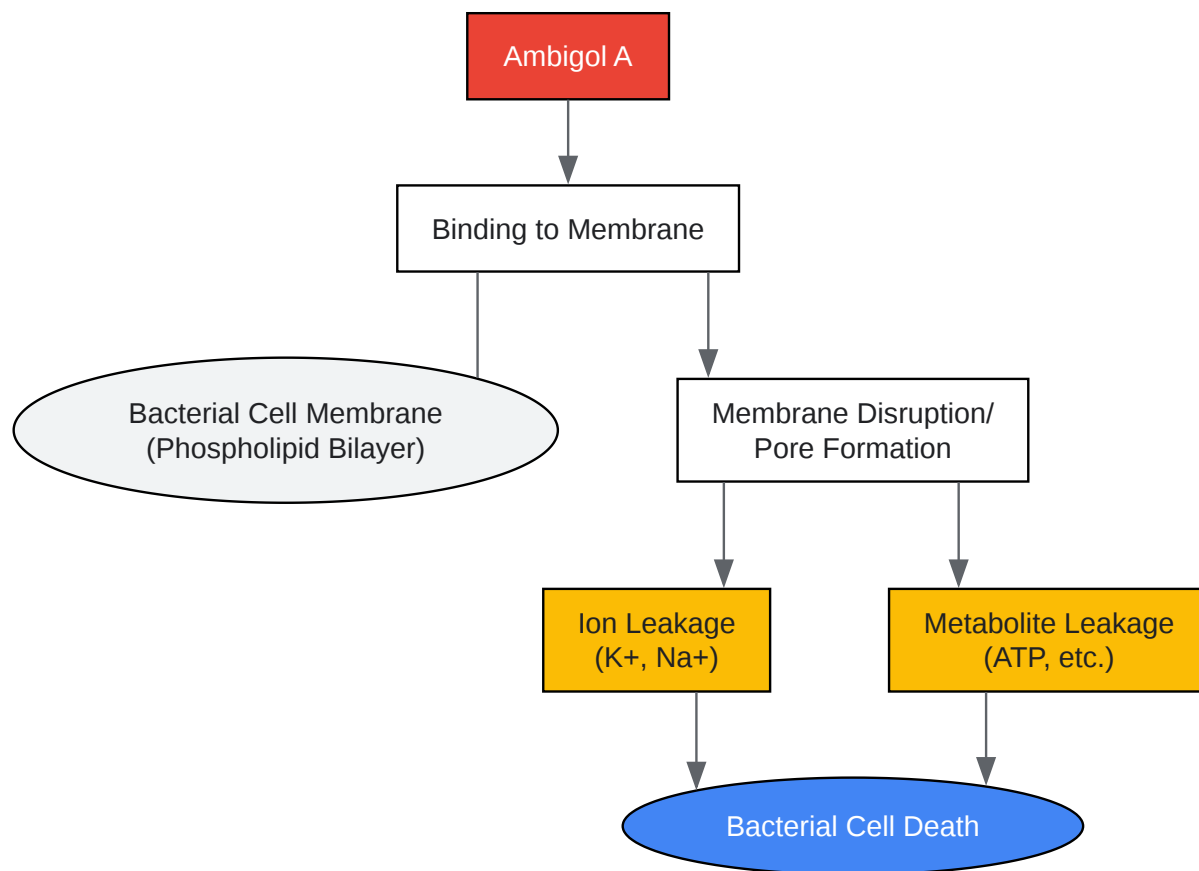 Ambigol A
Binding to Membrane
Bacterial Cell Membrane
(Phospholipid Bilayer)
Membrane Disruption/
Pore Formation
Ion Leakage
(K+, Na+)
Metabolite Leakage
(ATP, etc.)
Bacterial Cell Death